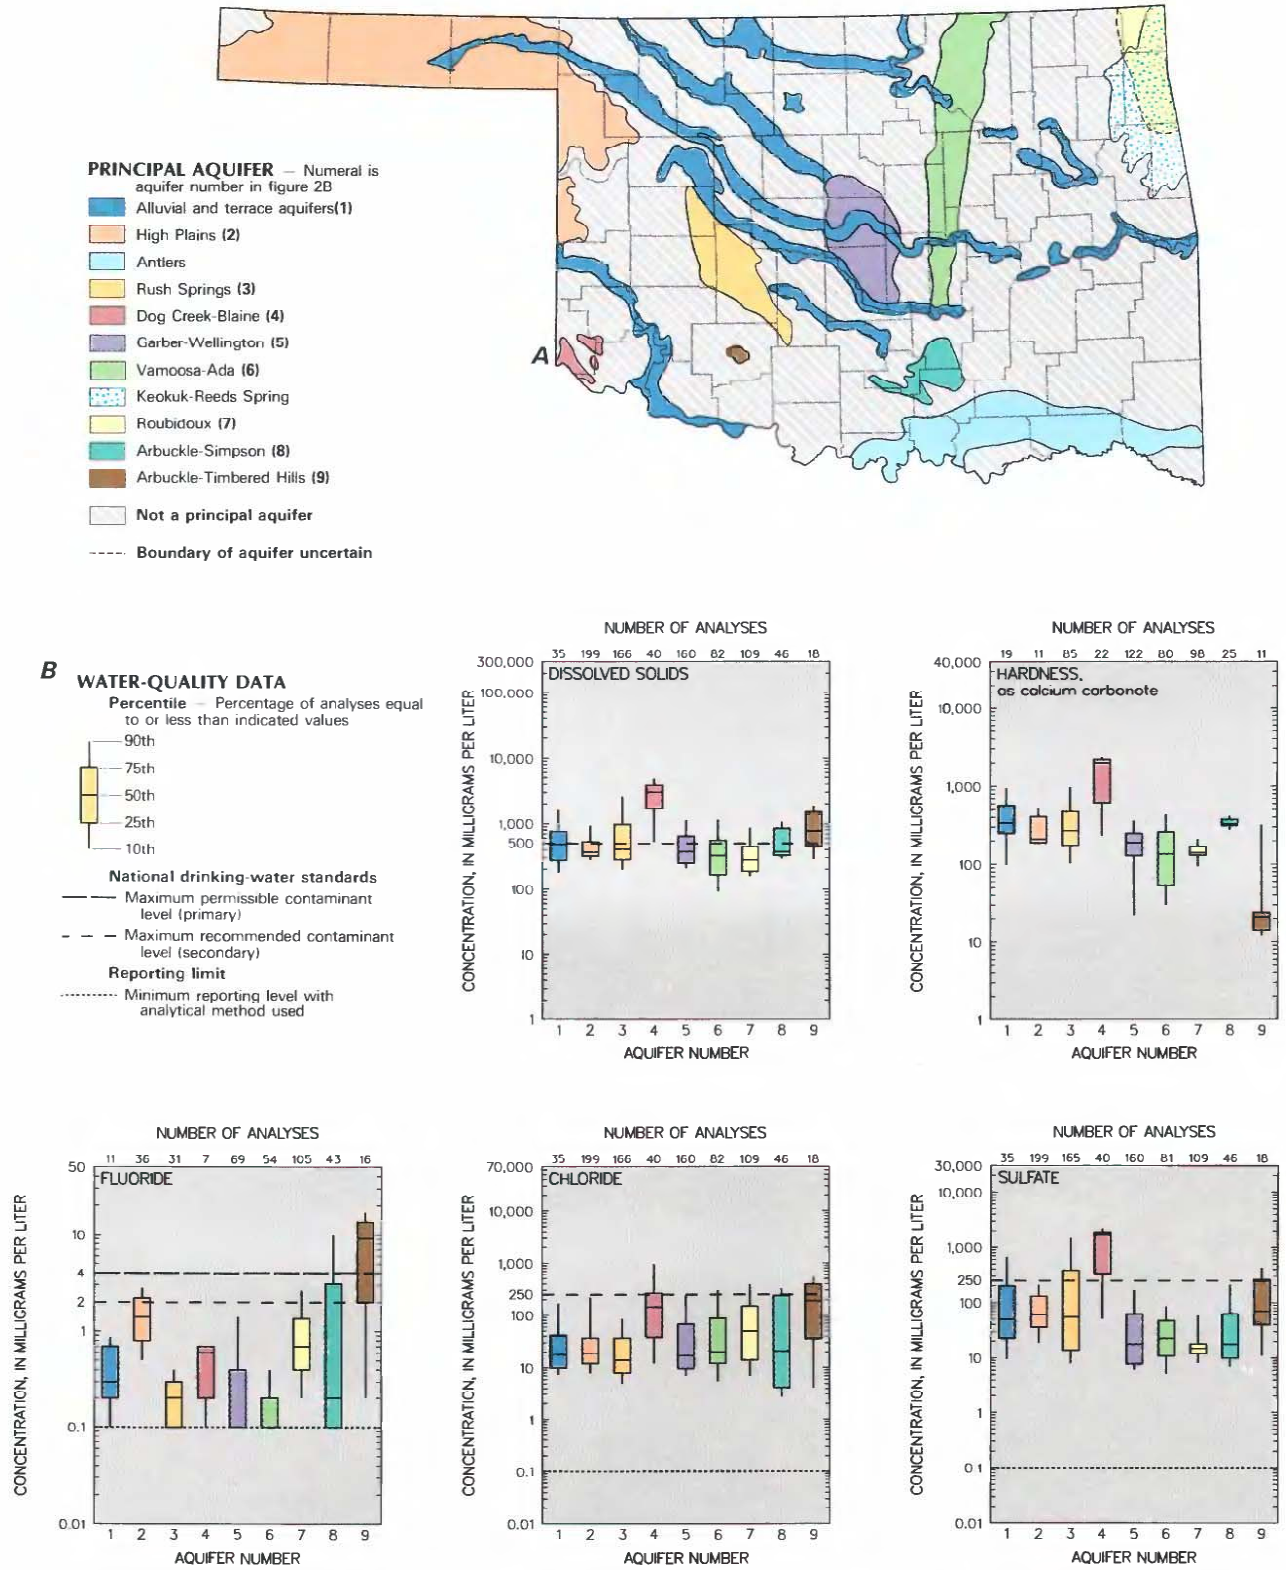 PRINCIPAL AQUIFER — Numeral is
aquifer number in figure 2B
Alluvial and terrace aquifers(1)
High Plains (2)
Antlers
Rush Springs (3)
Dog Creek-Blaine (4)
Garber-Wellington (5)
Vamoosa-Ada (6)
Keokuk-Reeds Spring
Roubidoux (7)
Arbuckle-Simpson (8)
Arbuckle-Timbered Hills (9)
Not a principal aquifer
Boundary of aquifer uncertain
A
B
WATER-QUALITY DATA
Percentile — Percentage of analyses equal
to or less than indicated values
90th
75th
50th
25th
10th
National drinking-water standards
Maximum permissible contaminant
level (primary)
Maximum recommended contaminant
level (secondary)
Reporting limit
Minimum reporting level with
analytical method used
NUMBER OF ANALYSES
35 199 166 40 160 82 109 46 18
DISSOLVED SOLIDS
CONCENTRATION, IN MILLIGRAMS PER LITER
300,000
100,000
10,000
1,000
500
100
10
1
1 2 3 4 5 6 7 8 9
AQUIFER NUMBER
NUMBER OF ANALYSES
19 11 85 22 122 80 98 25 11
HARDNESS,
as calcium carbonate
CONCENTRATION, IN MILLIGRAMS PER LITER
40,000
10,000
1,000
100
10
1
1 2 3 4 5 6 7 8 9
AQUIFER NUMBER
NUMBER OF ANALYSES
11 36 31 7 69 54 105 43 16
FLUORIDE
CONCENTRATION, IN MILLIGRAMS PER LITER
50
10
4
2
1
0.1
0.01
1 2 3 4 5 6 7 8 9
AQUIFER NUMBER
NUMBER OF ANALYSES
35 199 166 40 160 82 109 46 18
CHLORIDE
CONCENTRATION, IN MILLIGRAMS PER LITER
70,000
10,000
1,000
250
100
10
1
0.1
0.01
1 2 3 4 5 6 7 8 9
AQUIFER NUMBER
NUMBER OF ANALYSES
35 199 165 40 160 81 109 46 18
SULFATE
CONCENTRATION, IN MILLIGRAMS PER LITER
30,000
10,000
1,000
250
100
10
1
0.1
0.01
1 2 3 4 5 6 7 8 9
AQUIFER NUMBER